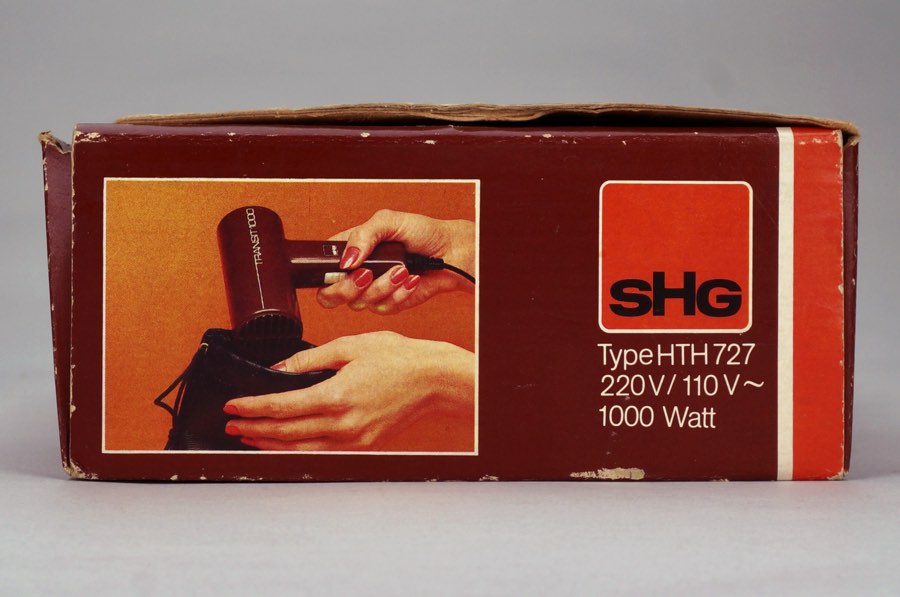 TRANSIT 1000
SHG
Type HTH 727
220 V / 110 V ~
1000 Watt